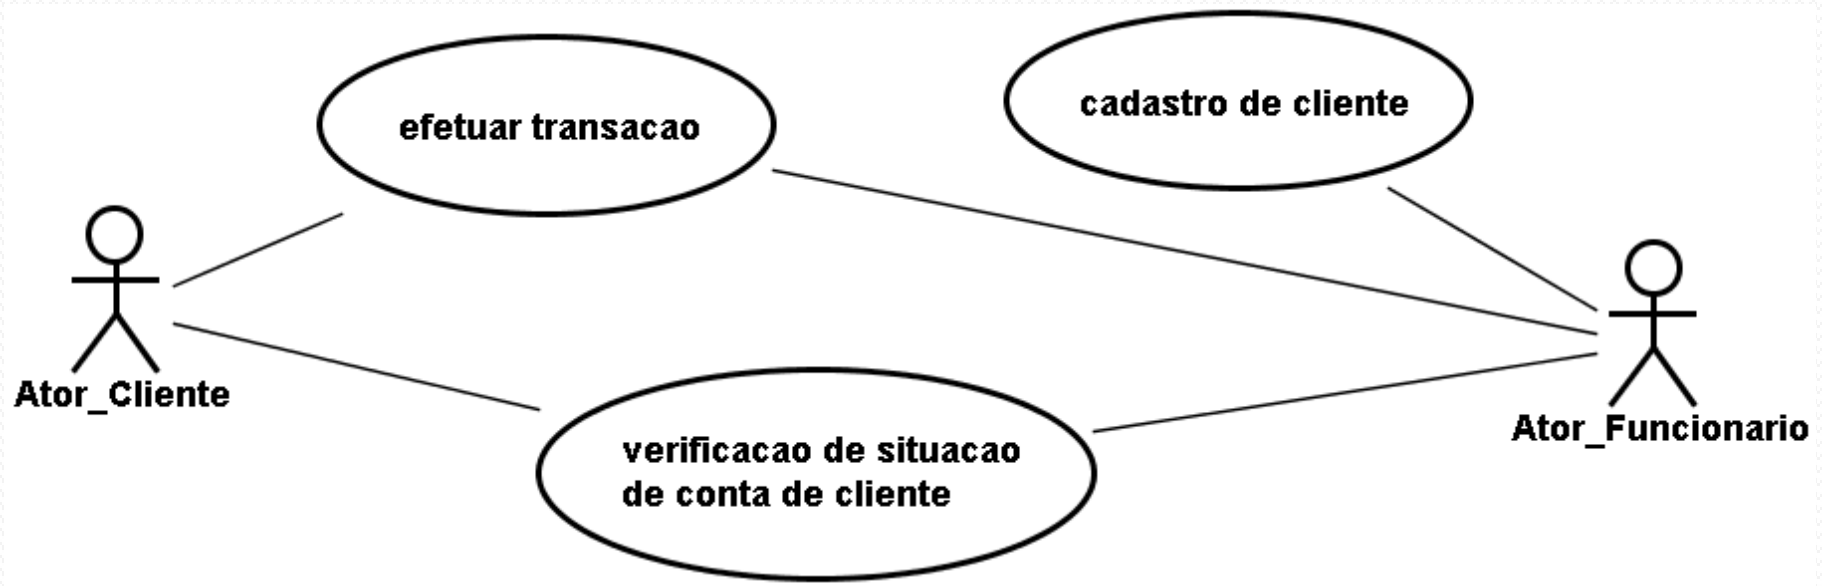 efetuar transacao
cadastro de cliente
Ator_Cliente
Ator_Funcionario
verificacao de situacao
de conta de cliente